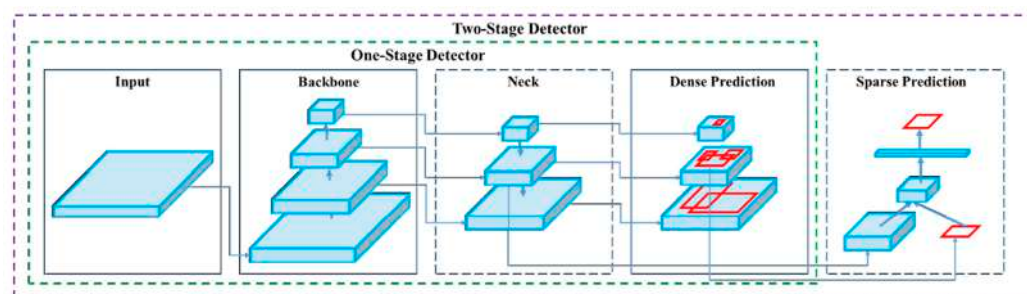 Two-Stage Detector
One-Stage Detector
Input
Backbone
Neck
Dense Prediction
Sparse Prediction